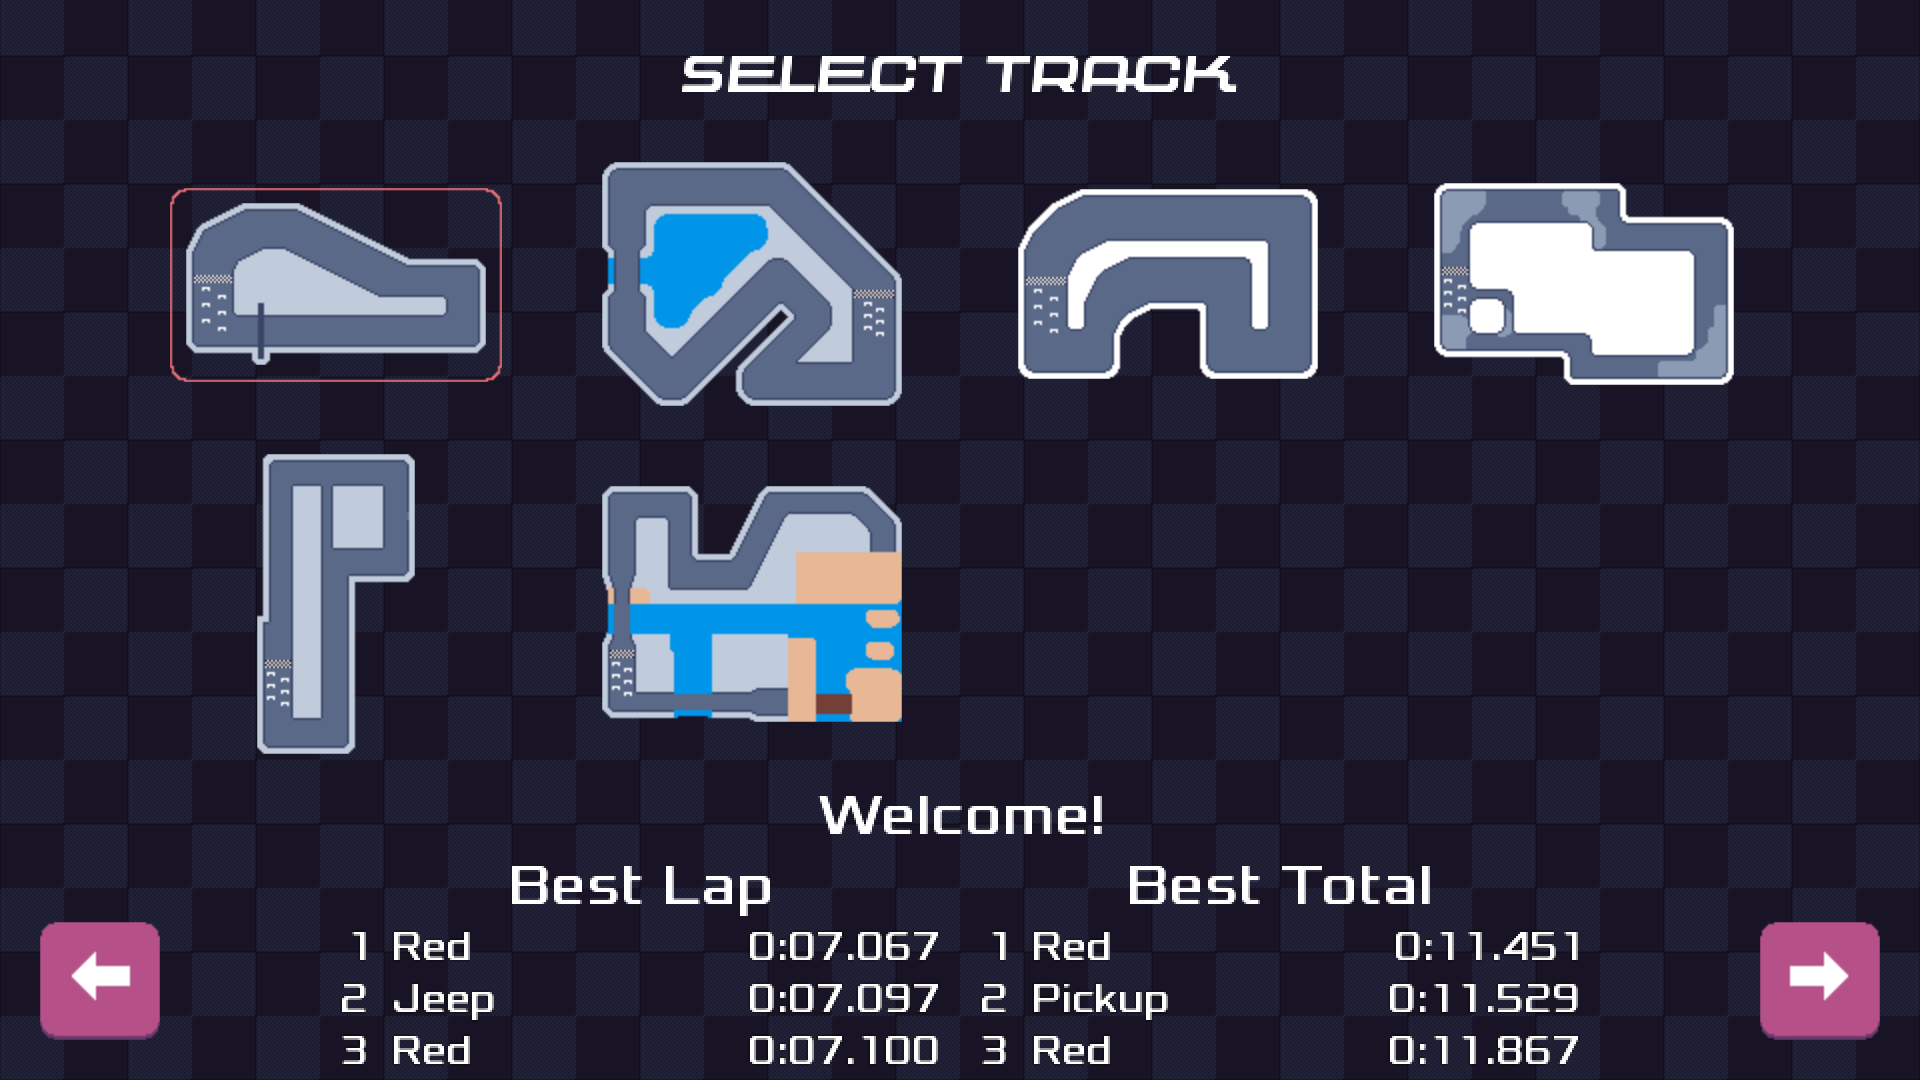 SELECT TRACK
Welcome!
Best Lap Best Total
1 Red 0:07.067 1 Red 0:11.451
2 Jeep 0:07.097 2 Pickup 0:11.529
3 Red 0:07.100 3 Red 0:11.867